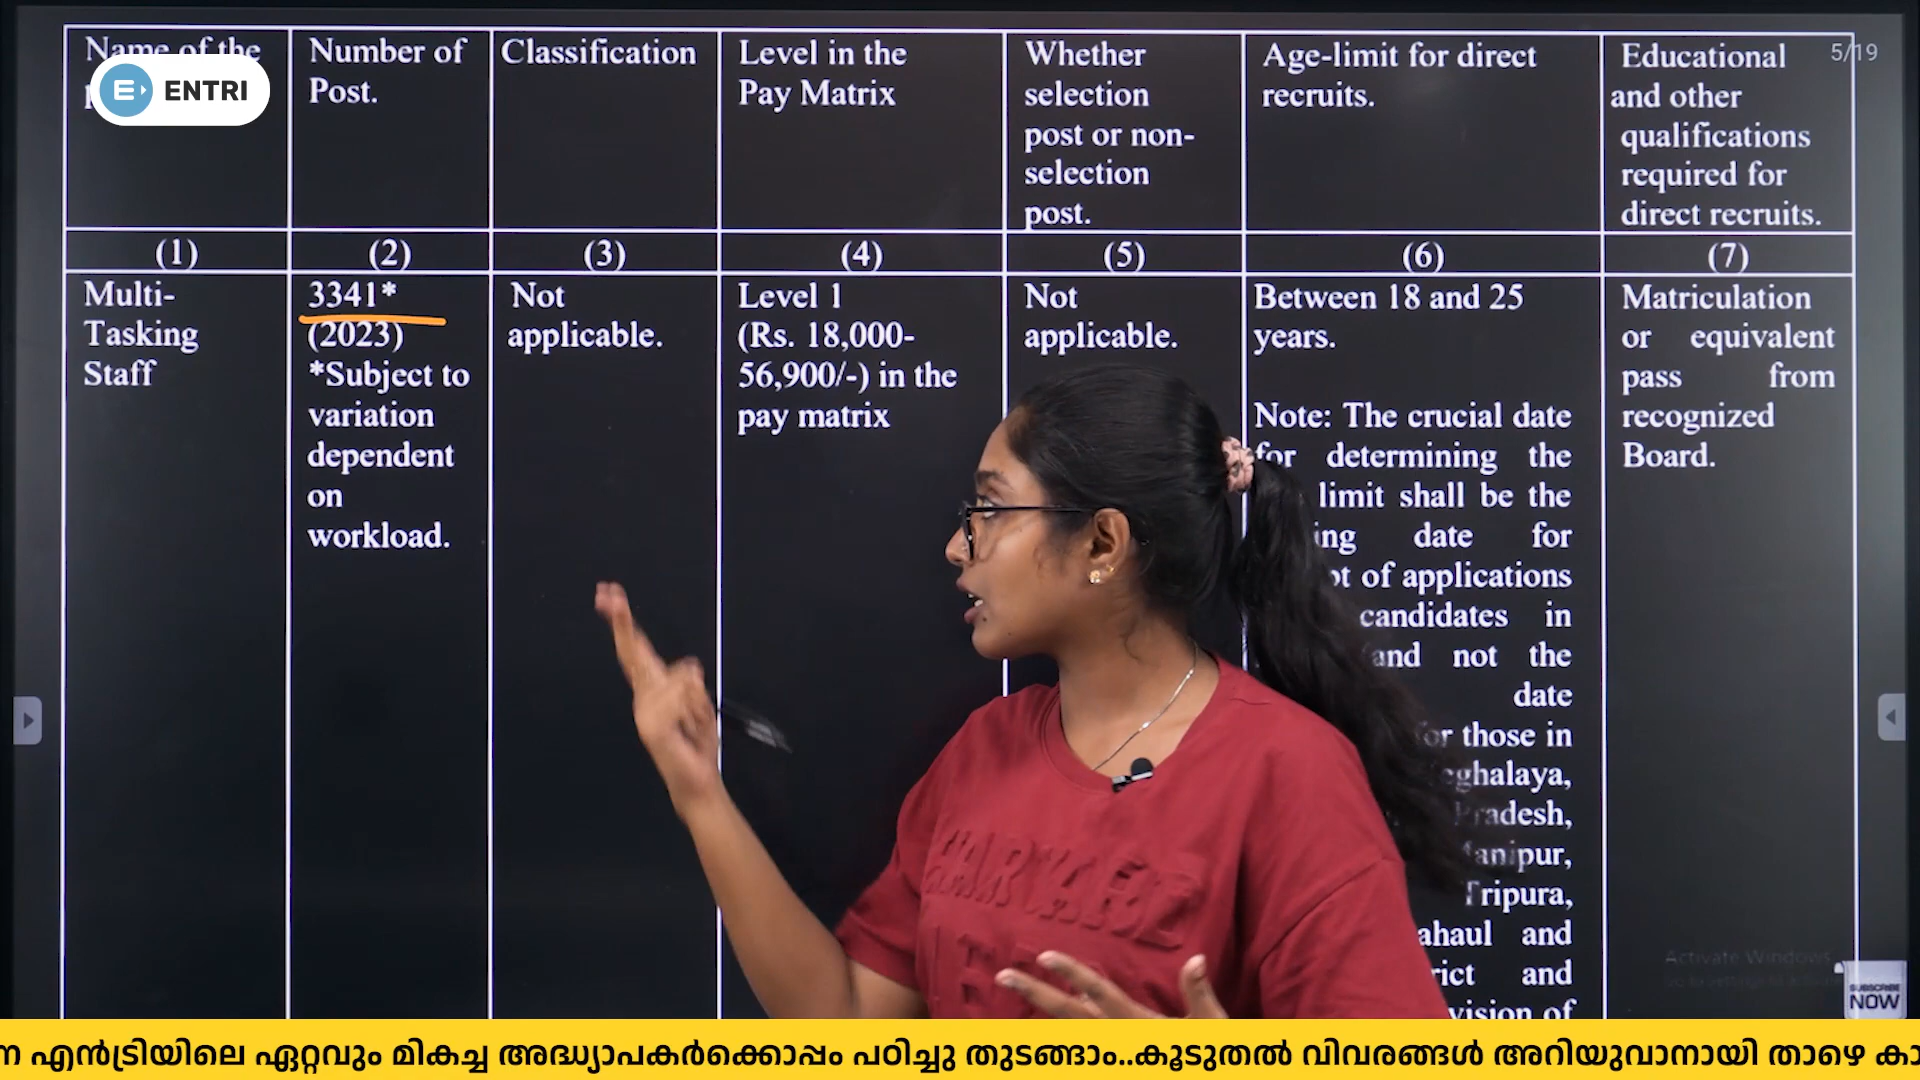 Name of the
ENTRI
Number of
Post.
Classification
Level in the
Pay Matrix
Whether
selection
post or non-
selection
post.
Age-limit for direct
recruits.
Educational
and other
qualifications
required for
direct recruits.
5/19
(1)
(2)
(3)
(4)
(5)
(6)
(7)
Multi-
Tasking
Staff
3341*
(2023)
*Subject to
variation
dependent
on
workload.
Not
applicable.
Level 1
(Rs. 18,000-
56,900/-) in the
pay matrix
Not
applicable.
Between 18 and 25
years.
Note: The crucial date
for determining the
limit shall be the
date for
of applications
candidates in
and not the
date
those in
Pradesh,
Tripura,
and
and
of
Matriculation
or equivalent
pass from
recognized
Board.
Activate Windows
SUBSCRIBE
NOW
എൻട്രിയിലെ ഏറ്റവും മികച്ച അദ്ധ്യാപകർക്കൊപ്പം പഠിച്ചു തുടങ്ങാം..കൂടുതൽ വിവരങ്ങൾ അറിയുവാനായി താഴെ